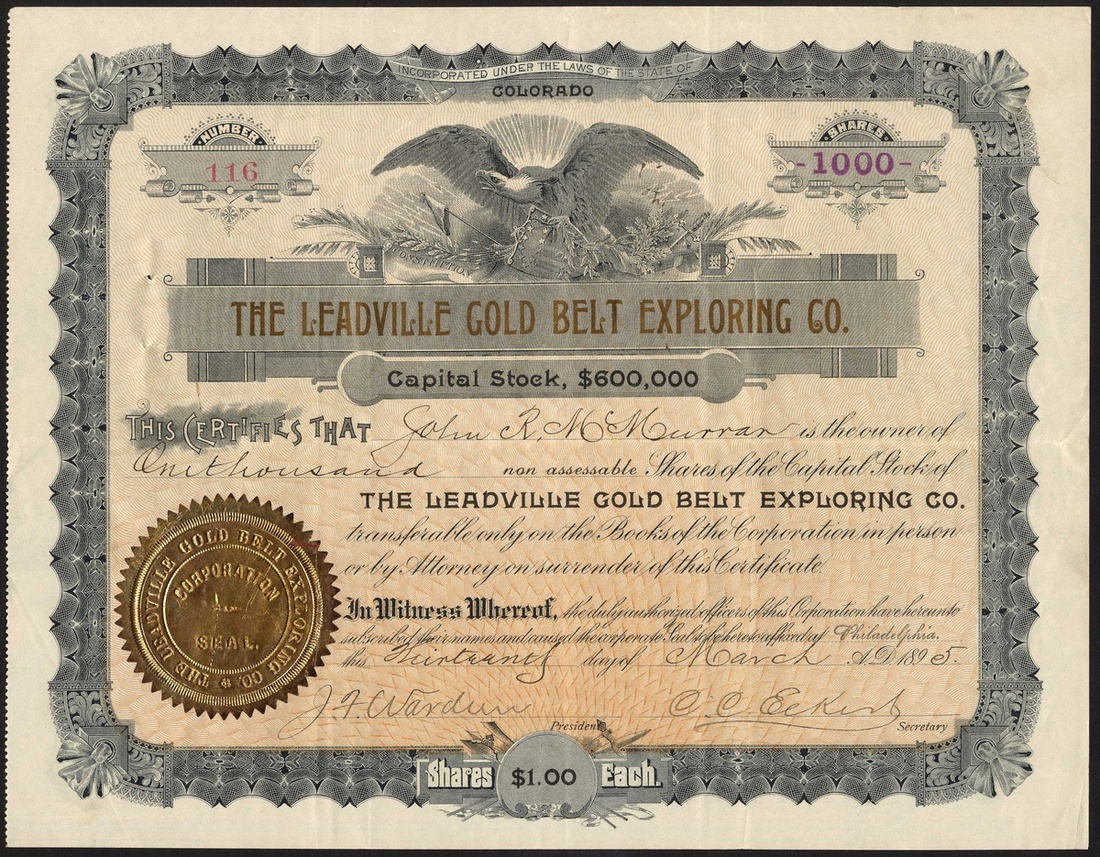 INCORPORATED UNDER THE LAWS OF THE STATE OF
COLORADO
NUMBER
116
SHARES
-1000-
CONSTITUTION
THE LEADVILLE GOLD BELT EXPLORING CO.
Capital Stock, $600,000
THIS CERTIFIES THAT John R. McMurran is the owner of
One thousand non assessable Shares of the Capital Stock of
THE LEADVILLE GOLD BELT EXPLORING CO.
transferable only on the Books of the Corporation in person
or by Attorney on surrender of this Certificate.
In Witness Whereof, the duly authorized officers of this Corporation have hereunto
subscribed their names and caused the corporate Seal to be hereto affixed at Philadelphia.
this Thirteenth day of March A.D. 1895.
THE LEADVILLE GOLD BELT EXPLORING CO.
CORPORATION
SEAL.
J. F. Warden C. C. Eckert
President Secretary
Shares $1.00 Each.